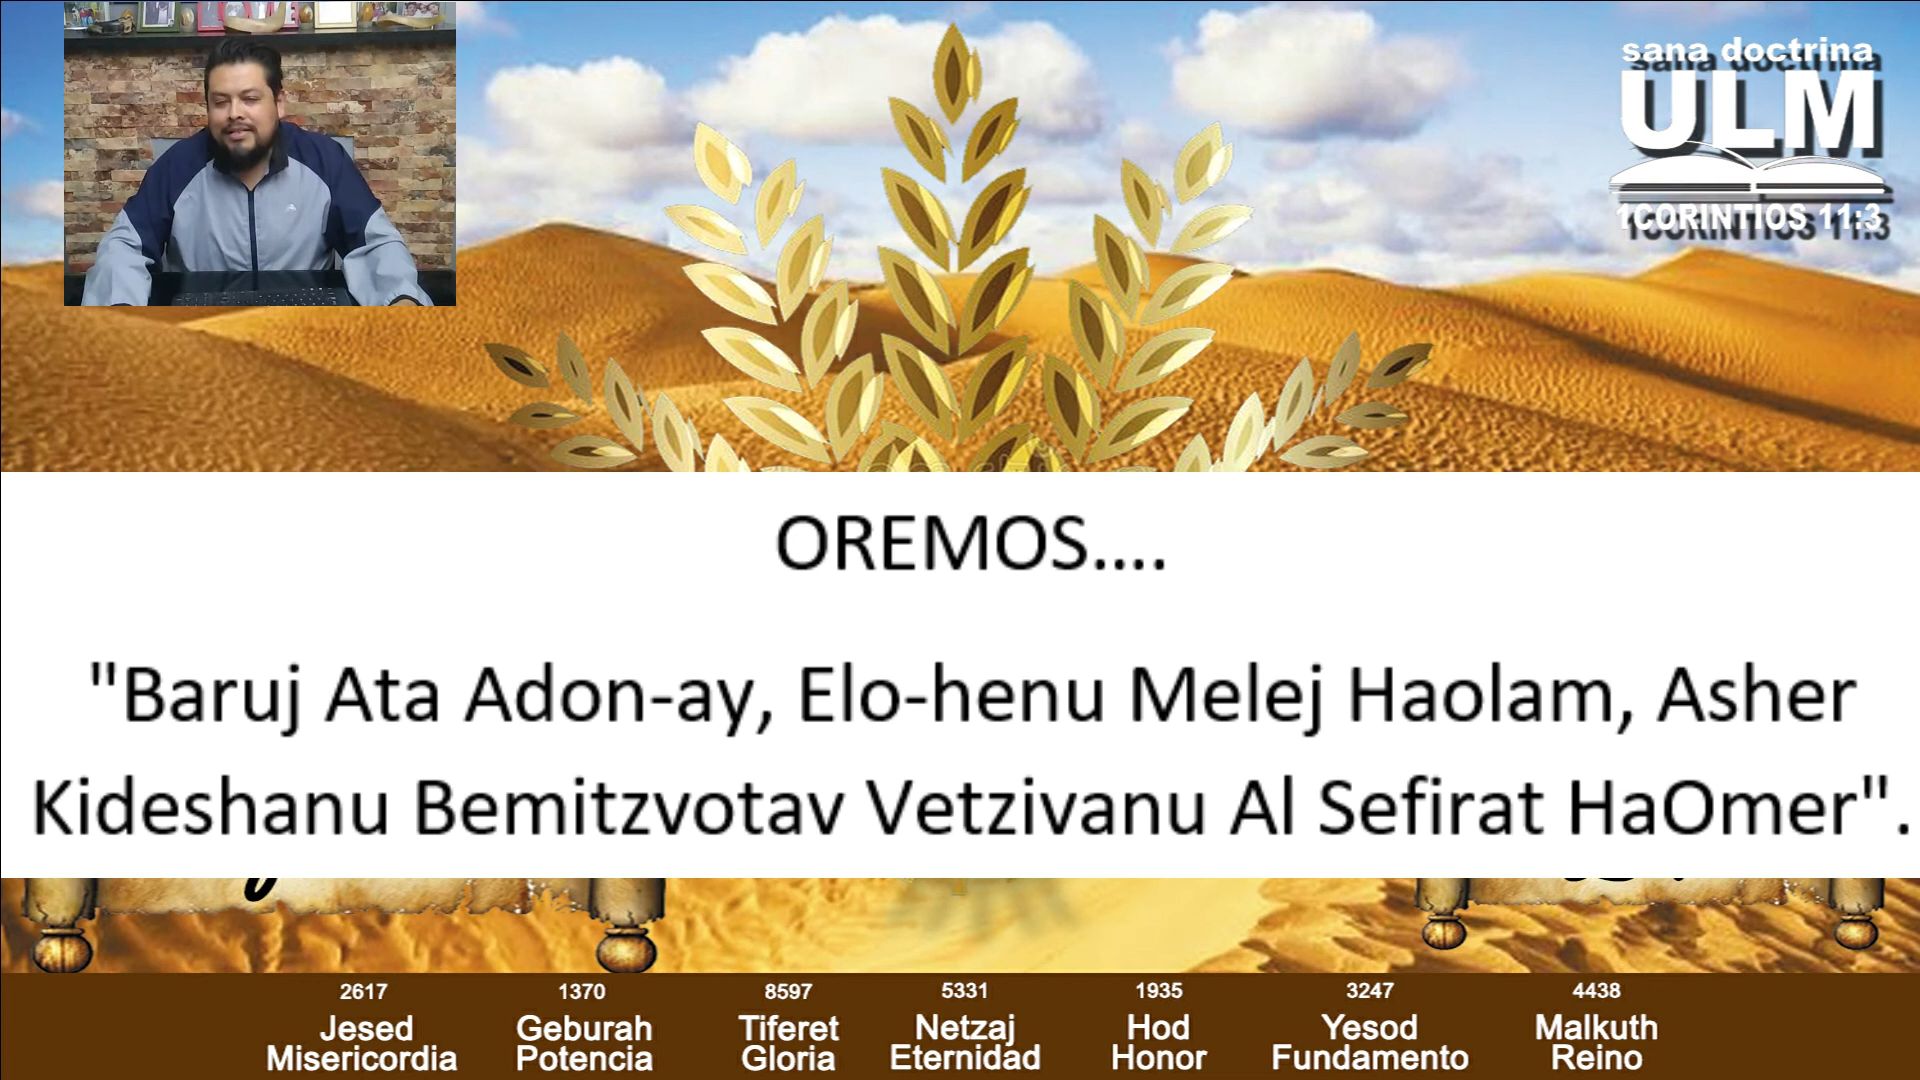 sana doctrina
ULM
1CORINTIOS 11:3
OREMOS....
"Baruj Ata Adon-ay, Elo-henu Melej Haolam, Asher
Kideshanu Bemitzvotav Vetzivanu Al Sefirat HaOmer".
2617 1370 8597 5331 1935 3247 4438
Jesed Geburah Tiferet Netzaj Hod Yesod Malkuth
Misericordia Potencia Gloria Eternidad Honor Fundamento Reino